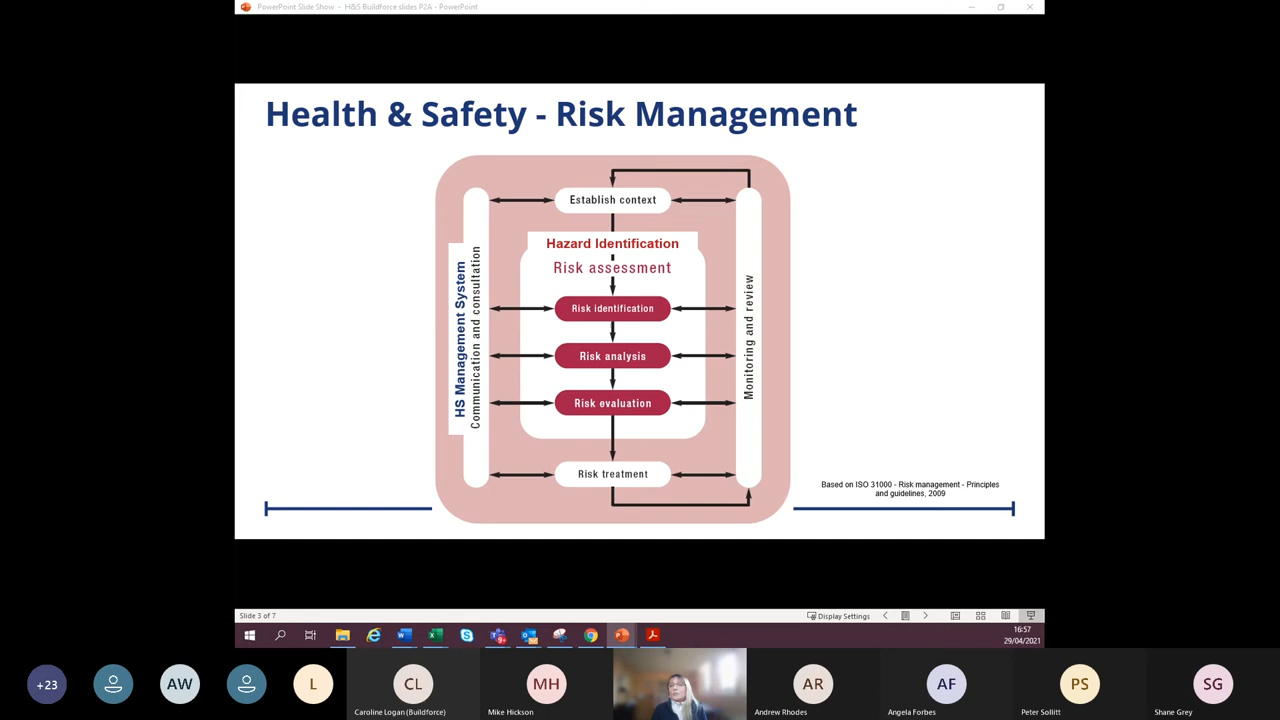 PowerPoint Slide Show - H&S Buildforce slides P2A - PowerPoint
Health & Safety - Risk Management
Establish context
Hazard Identification
Risk assessment
Risk identification
Risk analysis
Risk evaluation
Risk treatment
HS Management System
Communication and consultation
Monitoring and review
Based on ISO 31000 - Risk management - Principles
and guidelines, 2009
Slide 3 of 7
Display Settings
16:57
29/04/2021
+23
AW
L
CL
Caroline Logan (Buildforce)
MH
Mike Hickson
AR
Andrew Rhodes
AF
Angela Forbes
PS
Peter Sollitt
SG
Shane Grey